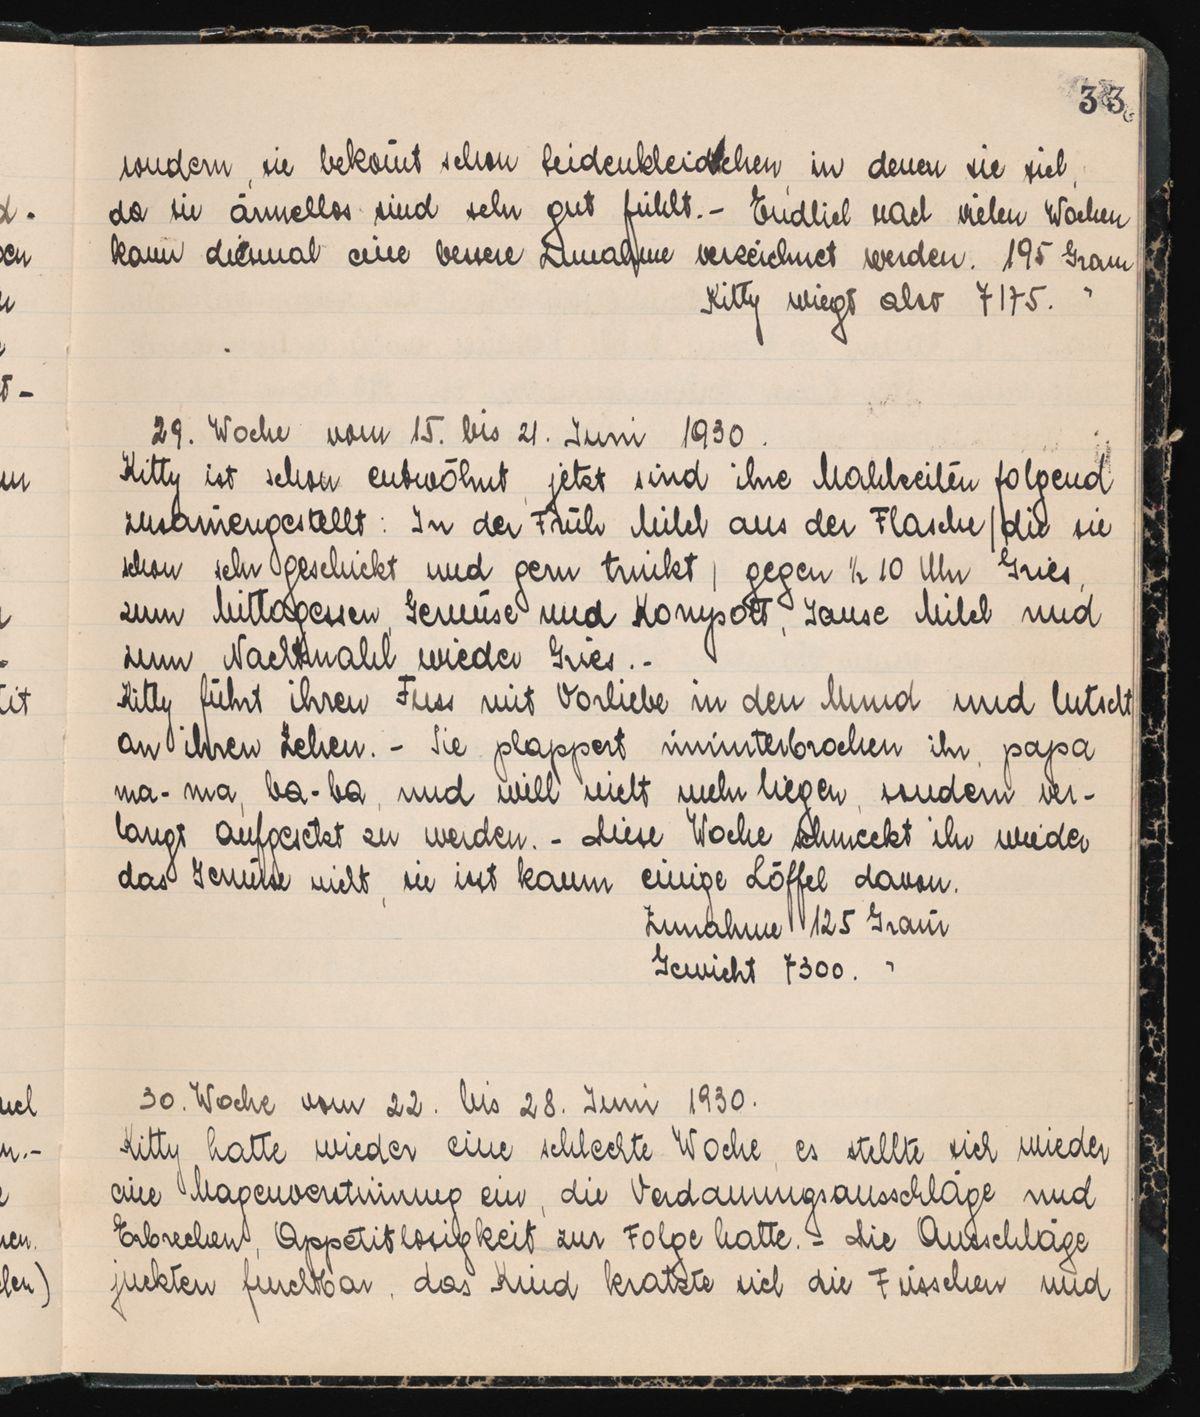 33
sondern, sie bekom̅t schon Seidenkleidchen, in denen sie sich,
da sie ärmellos sind sehr gut fühlt. - Endlich nach vielen Wochen
kann diesmal eine bessere Zunahme verzeichnet werden. 195 Gram
Kitty wiegt also 7175. "
29. Woche vom 15. bis 21. Juni 1930.
Kitty ist schon entwöhnt, jetzt sind ihre Mahlzeiten folgend
zusam̅engestellt: In der Früh Milch aus der Flasche /die sie
schon sehr geschickt und gern trinkt/ gegen ½ 10 Uhr Gries,
zum Mittagessen, Gemüse und Kompott, Jause Milch und
zum Nachtmahl wieder Gries. -
Kitty führt ihren Fuss mit Vorliebe in den Mund und lutscht
an ihren Zehen. - Sie plappert ununterbrochen ihr, papa
ma-ma, ba-ba, und will nicht mehr liegen, sondern ver-
langt aufgesetzt zu werden. - Diese Woche schmeckt ihr wieder
das Gemüse nicht, sie isst kaum einige Löffel davon.
Zunahme 125 Gram̅
Gewicht 7300. "
30. Woche vom 22. bis 28. Juni 1930.
Kitty hatte wieder eine schlechte Woche, es stellte sich wieder
eine Magenverstim̅ung ein, die Verdauungsausschläge und
Erbrechen, Appetitlosigkeit zur Folge hatte. - Die Ausschläge
juckten furchtbar, das Kind kratzte sich die Füsschen und